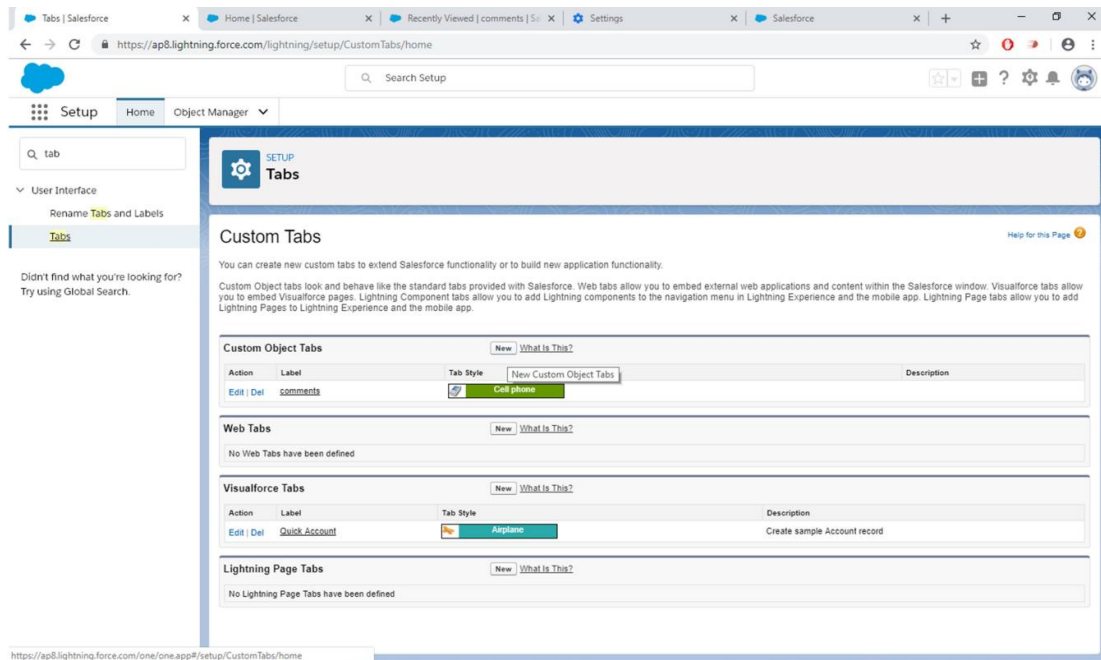 Tabs | Salesforce
Home | Salesforce
Recently Viewed | comments | Sa
Settings
Salesforce
https://ap8.lightning.force.com/lightning/setup/CustomTabs/home
Search Setup
Setup
Home
Object Manager
tab
User Interface
Rename Tabs and Labels
Tabs
Didn't find what you're looking for?
Try using Global Search.
SETUP
Tabs
Custom Tabs
Help for this Page
You can create new custom tabs to extend Salesforce functionality or to build new application functionality.
Custom Object tabs look and behave like the standard tabs provided with Salesforce. Web tabs allow you to embed external web applications and content within the Salesforce window. Visualforce tabs allow
you to embed Visualforce pages. Lightning Component tabs allow you to add Lightning components to the navigation menu in Lightning Experience and the mobile app. Lightning Page tabs allow you to add
Lightning Pages to Lightning Experience and the mobile app.
Custom Object Tabs New What Is This?
Action Label Tab Style Description
New Custom Object Tabs
Edit | Del comments Cell phone
Web Tabs New What Is This?
No Web Tabs have been defined
Visualforce Tabs New What Is This?
Action Label Tab Style Description
Edit | Del Quick Account Airplane Create sample Account record
Lightning Page Tabs New What Is This?
No Lightning Page Tabs have been defined
https://ap8.lightning.force.com/one/one.app#/setup/CustomTabs/home